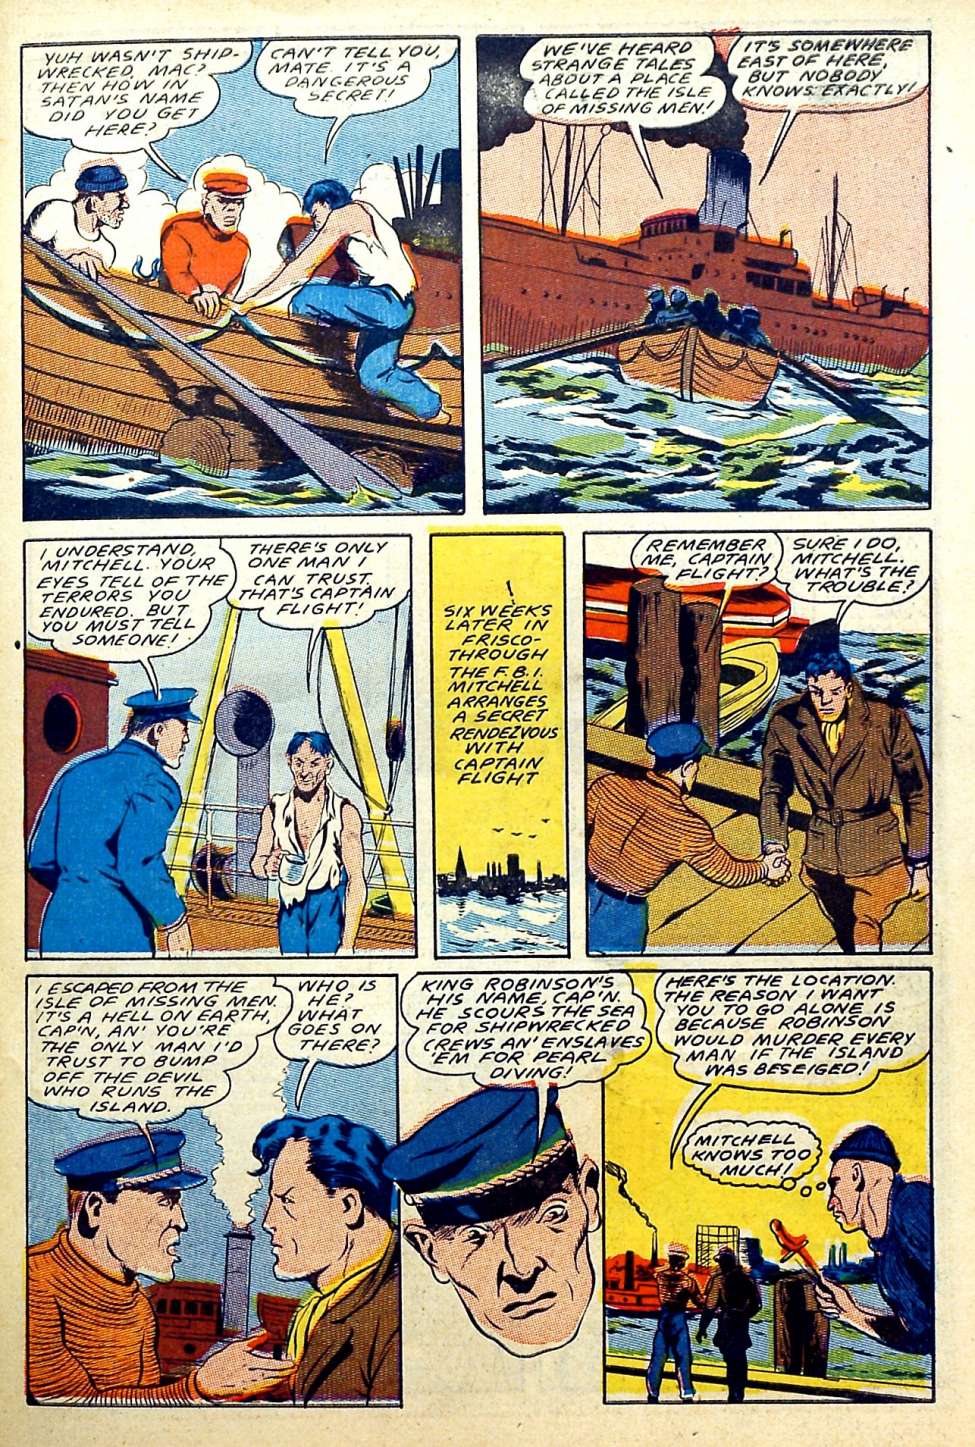 YUH WASN'T SHIP-
WRECKED, MAC?
THEN HOW IN
SATAN'S NAME
DID YOU GET
HERE?
CAN'T TELL YOU,
MATE. IT'S A
DANGEROUS
SECRET!
WE'VE HEARD
STRANGE TALES
ABOUT A PLACE
CALLED THE ISLE
OF MISSING MEN!
IT'S SOMEWHERE
EAST OF HERE,
BUT NOBODY
KNOWS EXACTLY!
I UNDERSTAND,
MITCHELL. YOUR
EYES TELL OF THE
TERRORS YOU
ENDURED. BUT
YOU MUST TELL
SOMEONE!
THERE'S ONLY
ONE MAN I
CAN TRUST.
THAT'S CAPTAIN
FLIGHT!
SIX WEEKS
LATER IN
FRISCO-
THROUGH
THE F.B.I.
MITCHELL
ARRANGES
A SECRET
RENDEZVOUS
WITH
CAPTAIN
FLIGHT
REMEMBER
ME, CAPTAIN
FLIGHT?
SURE I DO,
MITCHELL.
WHAT'S THE
TROUBLE?
I ESCAPED FROM THE
ISLE OF MISSING MEN.
IT'S A HELL ON EARTH,
CAP'N, AN' YOU'RE
THE ONLY MAN I'D
TRUST TO BUMP
OFF THE DEVIL
WHO RUNS THE
ISLAND.
WHO IS
HE?
WHAT
GOES ON
THERE?
KING ROBINSON'S
HIS NAME, CAP'N.
HE SCOURS THE SEA
FOR SHIPWRECKED
CREWS AN' ENSLAVES
'EM FOR PEARL
DIVING!
HERE'S THE LOCATION.
THE REASON I WANT
YOU TO GO ALONE IS
BECAUSE ROBINSON
WOULD MURDER EVERY
MAN IF THE ISLAND
WAS BESEIGED!
MITCHELL
KNOWS TOO
MUCH!